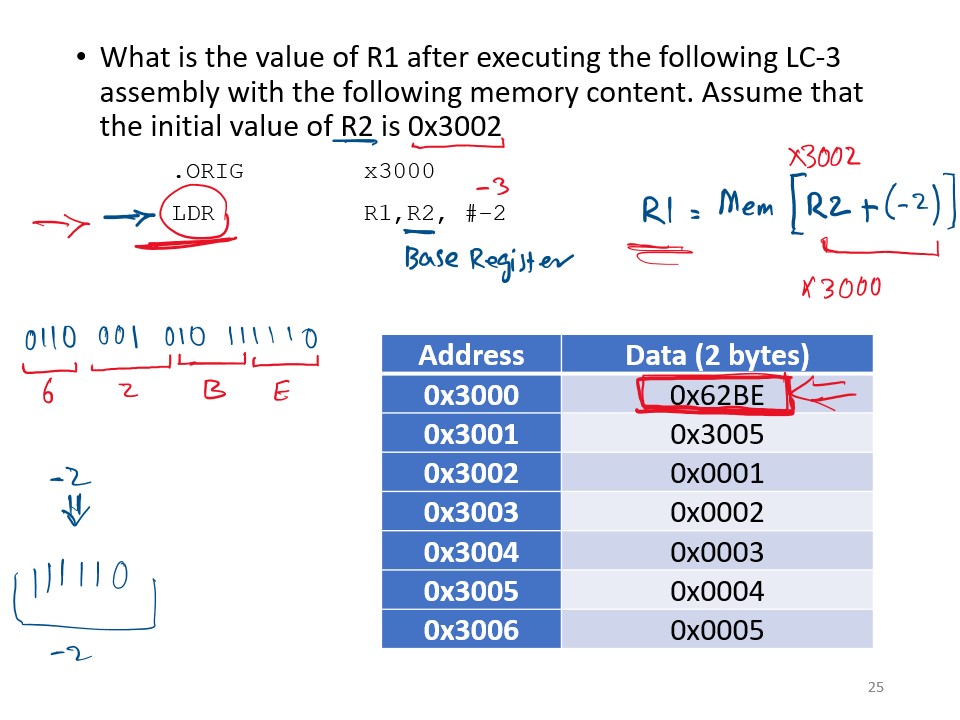 • What is the value of R1 after executing the following LC-3
assembly with the following memory content. Assume that
the initial value of R2 is 0x3002
x3002
.ORIG x3000
-3
LDR R1,R2, #-2
R1 = Mem [R2 + (-2)]
Base Register
x3000
0110 001 010 111110
6 2 B E
Address Data (2 bytes)
0x3000 0x62BE
0x3001 0x3005
0x3002 0x0001
0x3003 0x0002
0x3004 0x0003
0x3005 0x0004
0x3006 0x0005
-2
111110
-2
25